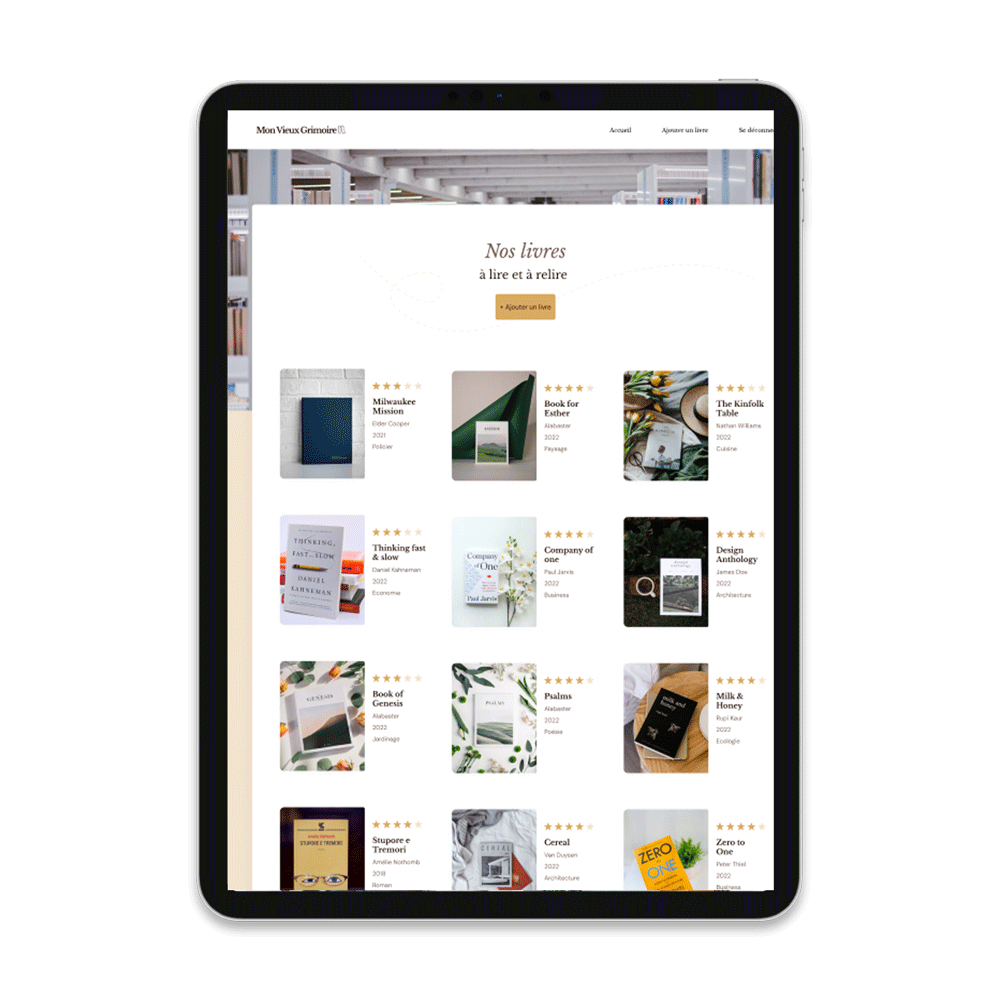 Mon Vieux Grimoire
Accueil
Ajouter un livre
Se déconne
Nos livres
à lire et à relire
+ Ajouter un livre
Milwaukee
Mission
Elder Cooper
2021
Policier
Book for
Esther
Alabaster
2022
Paysage
The Kinfolk
Table
Nathan Williams
2022
Cuisine
THINKING,
FAST AND SLOW
DANIEL
KAHNEMAN
Thinking fast
& slow
Daniel Kahneman
2022
Economie
Company
of One
Paul Jarvis
Company of
one
Paul Jarvis
2022
Business
design
anthology
Design
Anthology
James Doe
2022
Architecture
GENESIS
Book of
Genesis
Alabaster
2022
Jardinage
PSALMS
Psalms
Alabaster
2022
Poésie
milk and
honey
Milk &
Honey
Rupi Kaur
2022
Ecologie
STUPORE E TREMORI
Stupore e
Tremori
Amelie Nothomb
2018
Roman
CEREAL
Cereal
Van Duysen
2022
Architecture
ZERO
TO
ONE
Zero to
One
Peter Thiel
2022
Business